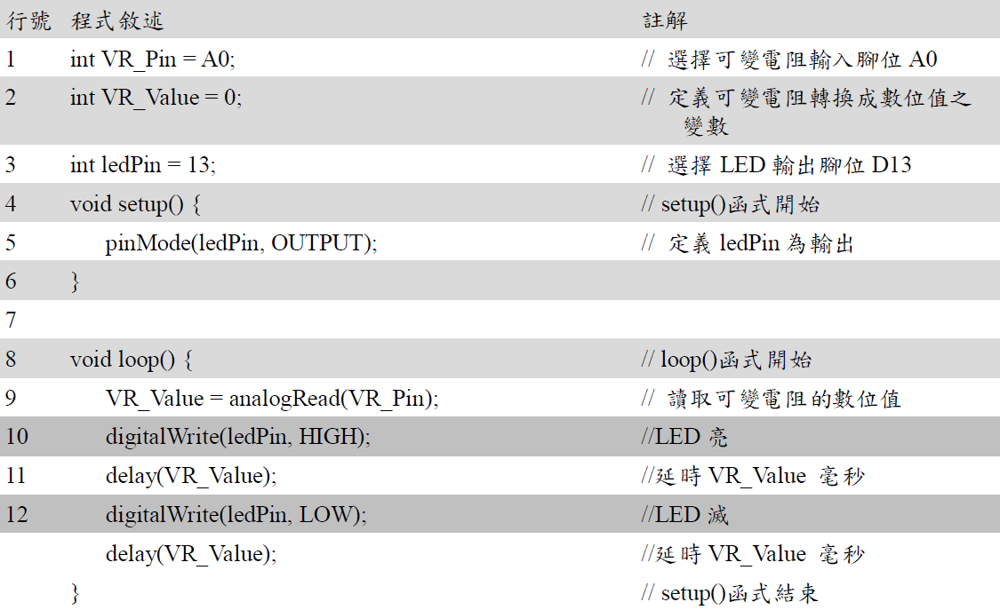 行號 程式敘述 註解
1 int VR_Pin = A0; // 選擇可變電阻輸入腳位 A0
2 int VR_Value = 0; // 定義可變電阻轉換成數位值之
變數
3 int ledPin = 13; // 選擇 LED 輸出腳位 D13
4 void setup() { // setup()函式開始
5 pinMode(ledPin, OUTPUT); // 定義 ledPin 為輸出
6 }
7
8 void loop() { // loop()函式開始
9 VR_Value = analogRead(VR_Pin); // 讀取可變電阻的數位值
10 digitalWrite(ledPin, HIGH); //LED 亮
11 delay(VR_Value); //延時 VR_Value 毫秒
12 digitalWrite(ledPin, LOW); //LED 滅
delay(VR_Value); //延時 VR_Value 毫秒
} // setup()函式結束